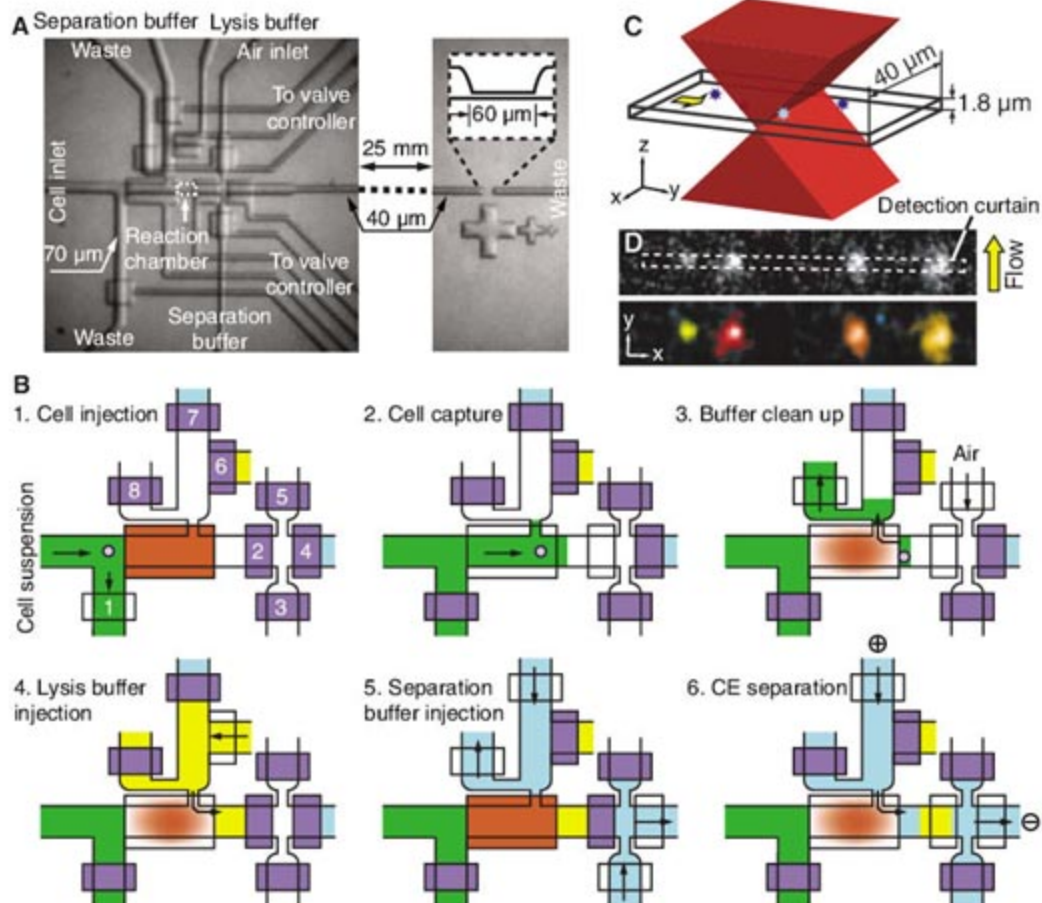 A
Separation buffer
Lysis buffer
Waste
Air inlet
To valve
controller
Cell inlet
70 µm
Reaction
chamber
To valve
controller
Separation
buffer
Waste
25 mm
40 µm
60 µm
Waste
C
40 µm
1.8 µm
z
x
y
Detection curtain
D
Flow
y
x
B
1. Cell injection
7
6
8
5
2
4
1
3
Cell suspension
2. Cell capture
3. Buffer clean up
Air
4. Lysis buffer
injection
5. Separation
buffer injection
6. CE separation
⊕
⊖